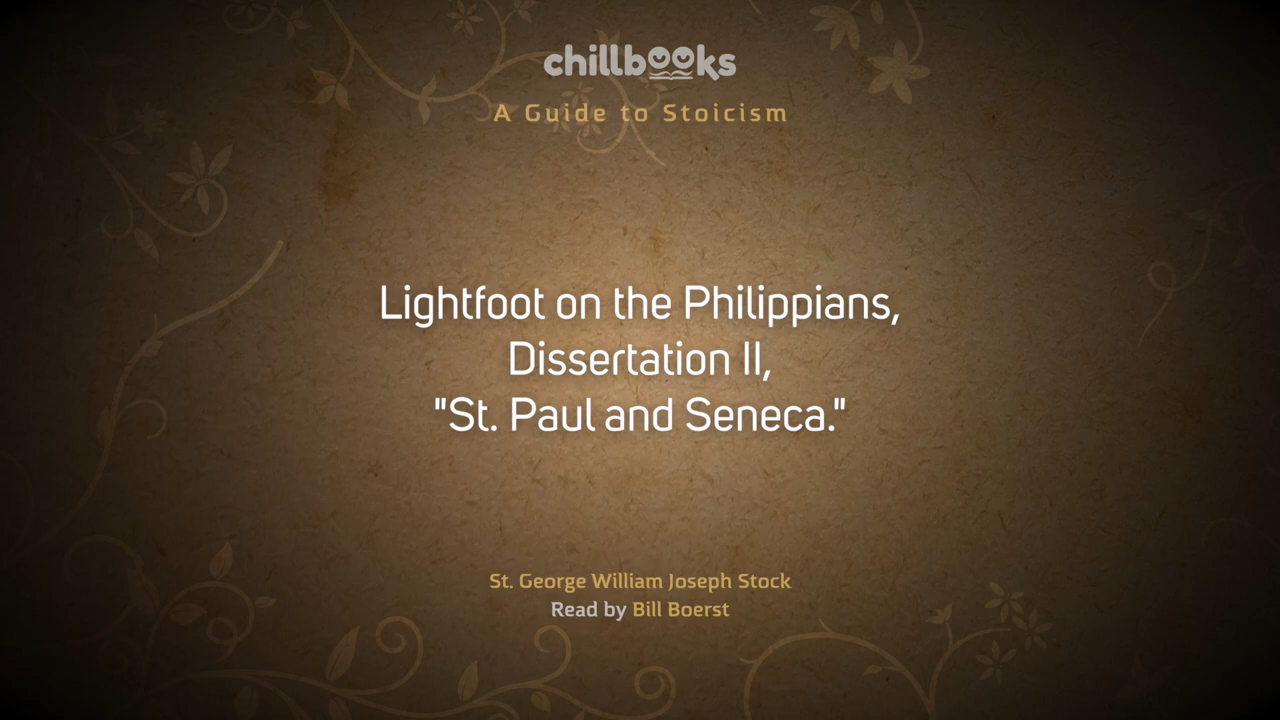 chillbooks
A Guide to Stoicism
Lightfoot on the Philippians,
Dissertation II,
"St. Paul and Seneca."
St. George William Joseph Stock
Read by Bill Boerst